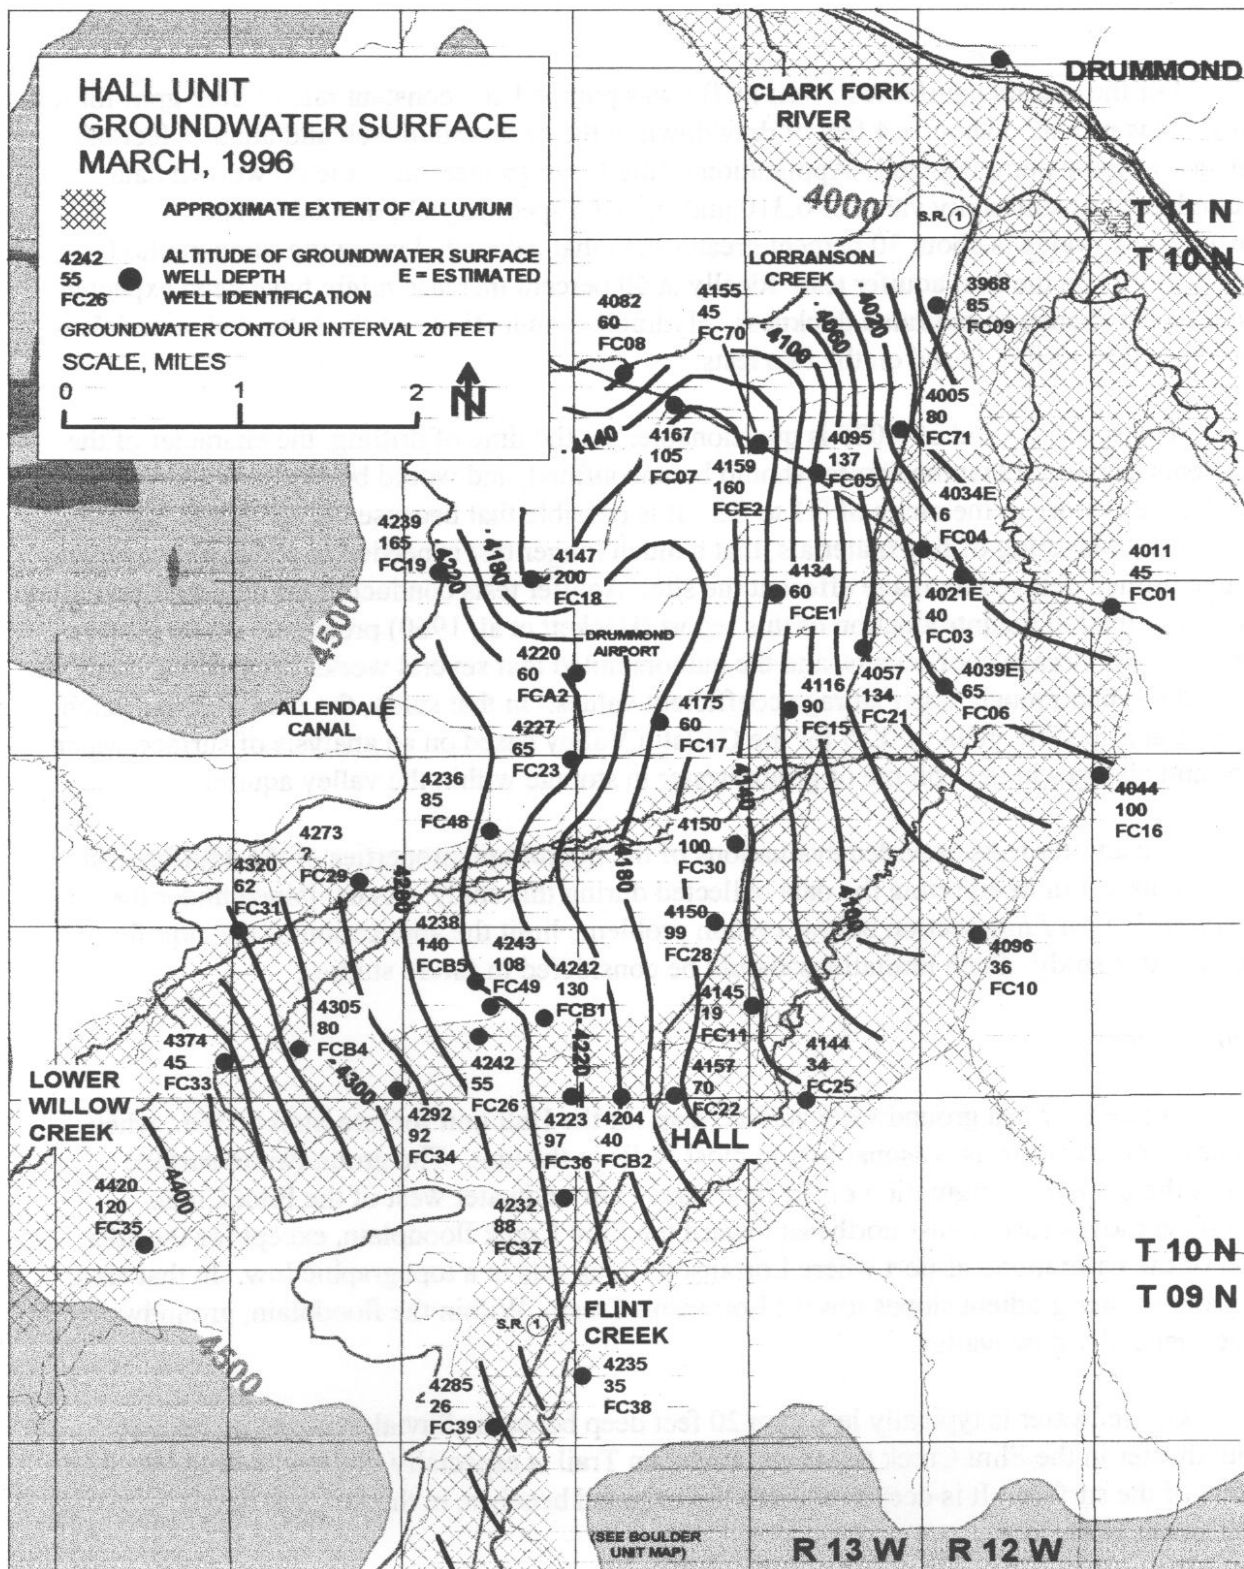 HALL UNIT
GROUNDWATER SURFACE
MARCH, 1996
APPROXIMATE EXTENT OF ALLUVIUM
4242 ALTITUDE OF GROUNDWATER SURFACE
55 WELL DEPTH E = ESTIMATED
FC26 WELL IDENTIFICATION
GROUNDWATER CONTOUR INTERVAL 20 FEET
SCALE, MILES
0 1 2
N
DRUMMOND
CLARK FORK
RIVER
4000
S.R. 1
T 11 N
T 10 N
LORRANSON
CREEK
3968
85
FC09
4155
45
FC70
4082
60
FC08
4100
4060
4020
4005
80
FC71
4140
4167
105
FC07
4159
160
FCE2
4095
137
FC05
4034E
6
FC04
4239
165
FC19
4220
4180
4147
200
FC18
4134
60
FCE1
4021E
40
FC03
4011
45
FC01
4500
DRUMMOND
AIRPORT
4220
60
FCA2
4057
134
FC21
4039E
65
FC06
ALLENDALE
CANAL
4227
65
FC23
4175
60
FC17
4116
90
FC15
4236
85
FC48
4140
4044
100
FC16
4273
?
FC29
4320
62
FC31
4260
4180
4150
100
FC30
4100
4238
140
FCB5
4243
108
FC49
4242
130
FCB1
4150
99
FC28
4096
36
FC10
4305
80
FCB4
4145
19
FC11
4374
45
FC33
4300
4220
4144
34
FC25
LOWER
WILLOW
CREEK
4292
92
FC34
4242
55
FC26
4223
97
FC36
4204
40
FCB2
4157
70
FC22
HALL
4400
4420
120
FC35
4232
88
FC37
T 10 N
T 09 N
S.R. 1
FLINT
CREEK
4500
4285
26
FC39
4235
35
FC38
(SEE BOULDER
UNIT MAP)
R 13 W R 12 W